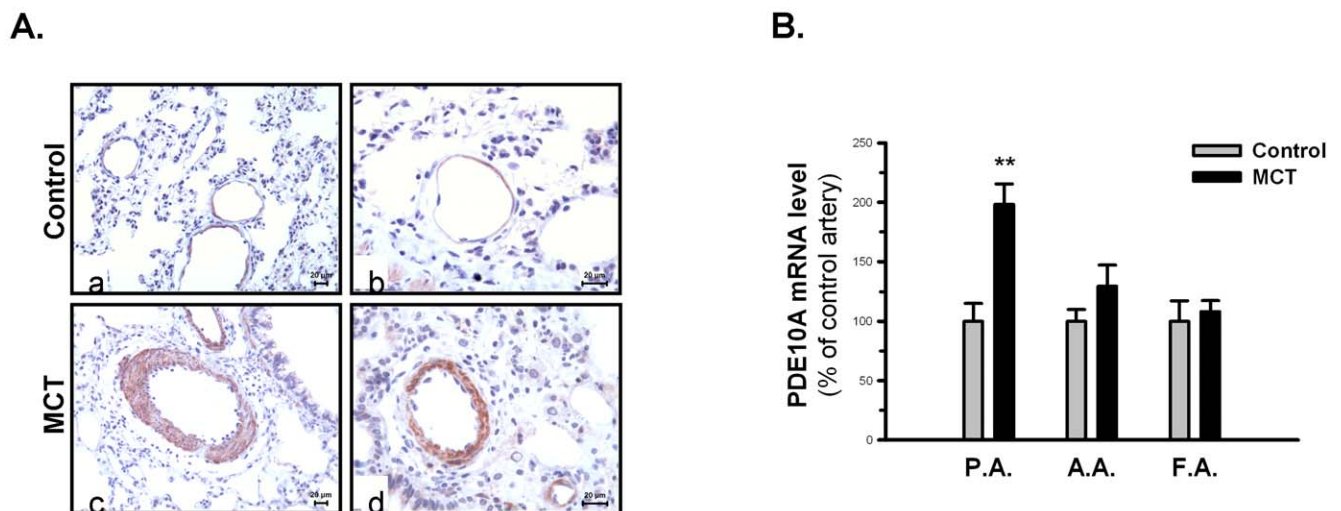 A.
B.
Control
a
20 µm
b
20 µm
MCT
c
20 µm
d
20 µm
PDE10A mRNA level
(% of control artery)
250
200
150
100
50
0
**
Control
MCT
P.A.
A.A.
F.A.